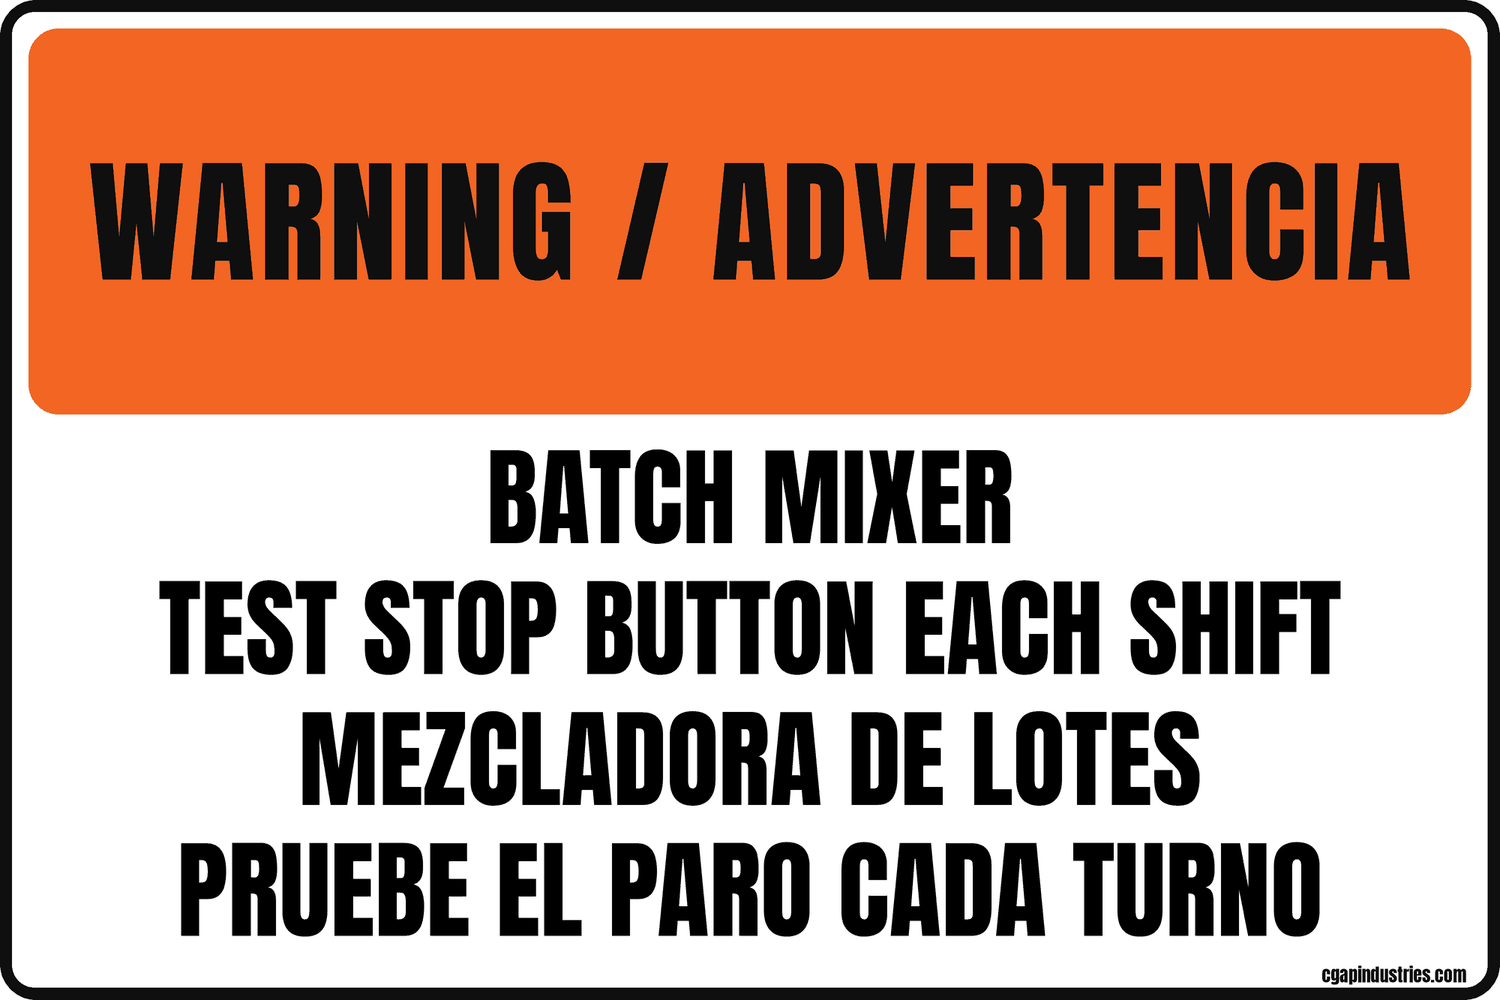 WARNING / ADVERTENCIA
BATCH MIXER
TEST STOP BUTTON EACH SHIFT
MEZCLADORA DE LOTES
PRUEBE EL PARO CADA TURNO
cgapindustries.com